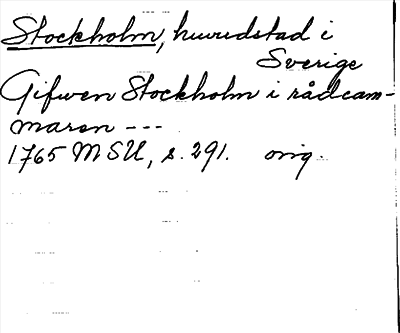 Stockholm, huvudstad i
Sverige
Gifwen Stockholm i rådcam-
maren ---
1765 MSU, s. 291. orig.